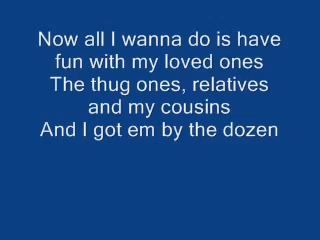 Now all I wanna do is have
fun with my loved ones
The thug ones, relatives
and my cousins
And I got em by the dozen